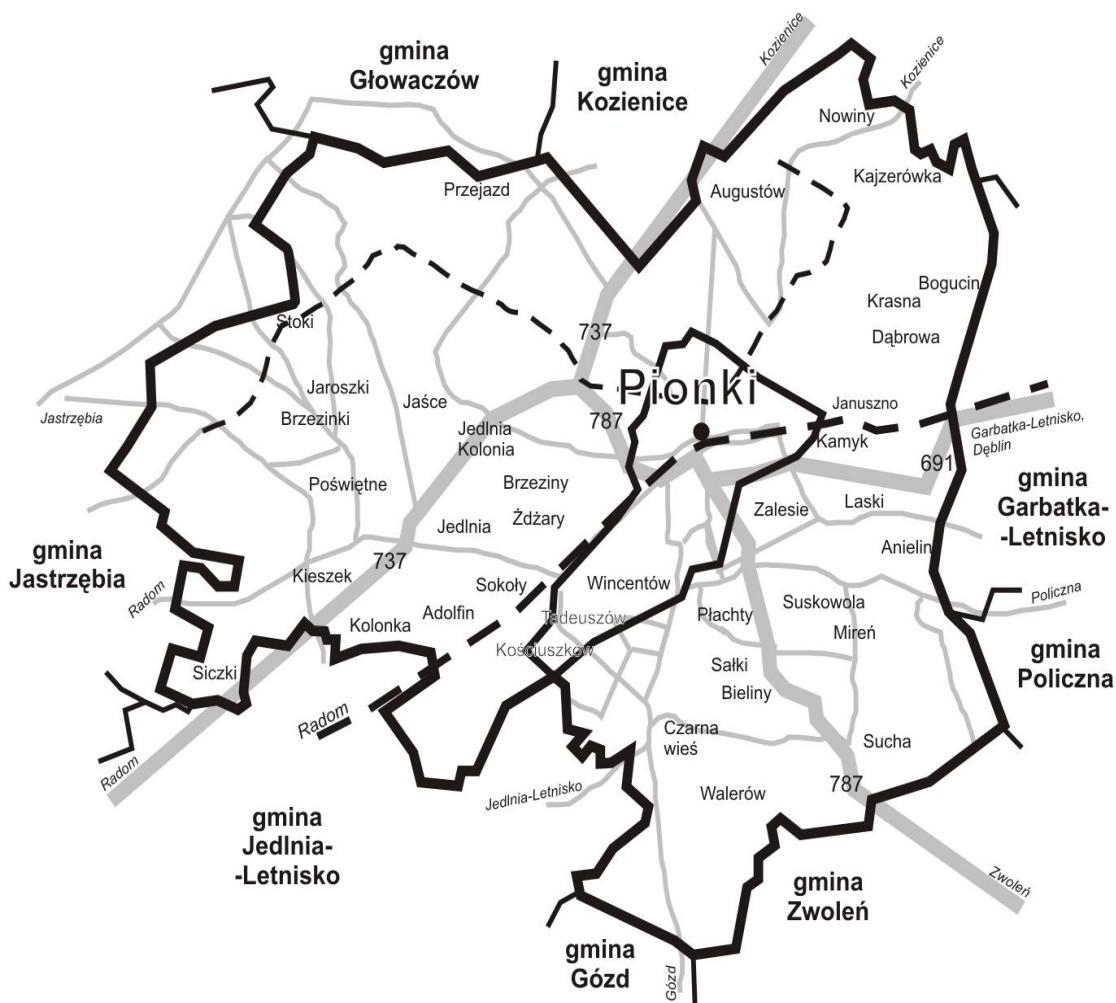 gmina
Głowaczów
gmina
Kozienice
Kozienice
Kozienice
Nowiny
Przejazd
Augustów
Kajzerówka
Bogucin
Krasna
Dąbrowa
Stoki
737
Pionki
Jaroszki
Brzezinki
Jaśce
787
Januszno
Kamyk
Jastrzębia
Jedlnia
Kolonia
Garbatka-Letnisko,
Dęblin
691
gmina
Garbatka-
-Letnisko
Poświętne
Brzeziny
Żdżary
Jedlnia
Zalesie
Laski
Anielin
gmina
Jastrzębia
Radom
Kieszek
737
Sokoły
Wincentów
Adolfin
Kolonka
Tadeuszów
Kościuszków
Płachty
Suskowola
Mireń
Policzna
gmina
Policzna
Siczki
Sałki
Bieliny
Radom
Radom
Czarna
wieś
Sucha
Jedlnia-Letnisko
Walerów
787
gmina
Jedlnia-
-Letnisko
gmina
Zwoleń
Zwoleń
gmina
Gózd
Gózd